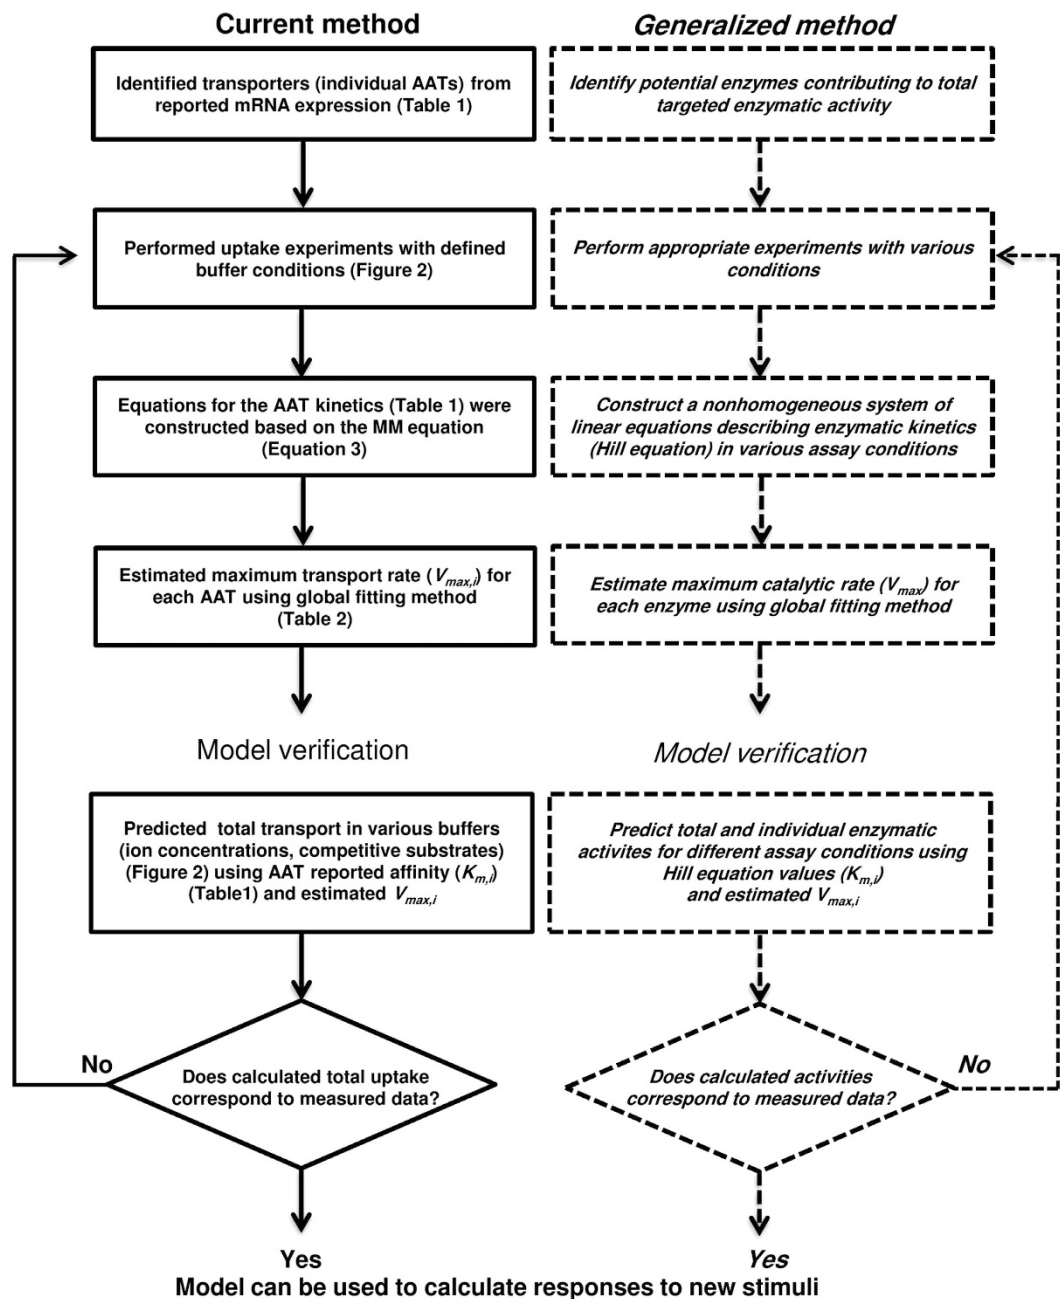 Current method
Identified transporters (individual AATs) from
reported mRNA expression (Table 1)
Performed uptake experiments with defined
buffer conditions (Figure 2)
Equations for the AAT kinetics (Table 1) were
constructed based on the MM equation
(Equation 3)
Estimated maximum transport rate (Vmax,i) for
each AAT using global fitting method
(Table 2)
Model verification
Predicted total transport in various buffers
(ion concentrations, competitive substrates)
(Figure 2) using AAT reported affinity (Km,i)
(Table1) and estimated Vmax,i
No
Does calculated total uptake
correspond to measured data?
Yes
Generalized method
Identify potential enzymes contributing to total
targeted enzymatic activity
Perform appropriate experiments with various
conditions
Construct a nonhomogeneous system of
linear equations describing enzymatic kinetics
(Hill equation) in various assay conditions
Estimate maximum catalytic rate (Vmax) for
each enzyme using global fitting method
Model verification
Predict total and individual enzymatic
activites for different assay conditions using
Hill equation values (Km,i)
and estimated Vmax,i
No
Does calculated activities
correspond to measured data?
Yes
Model can be used to calculate responses to new stimuli